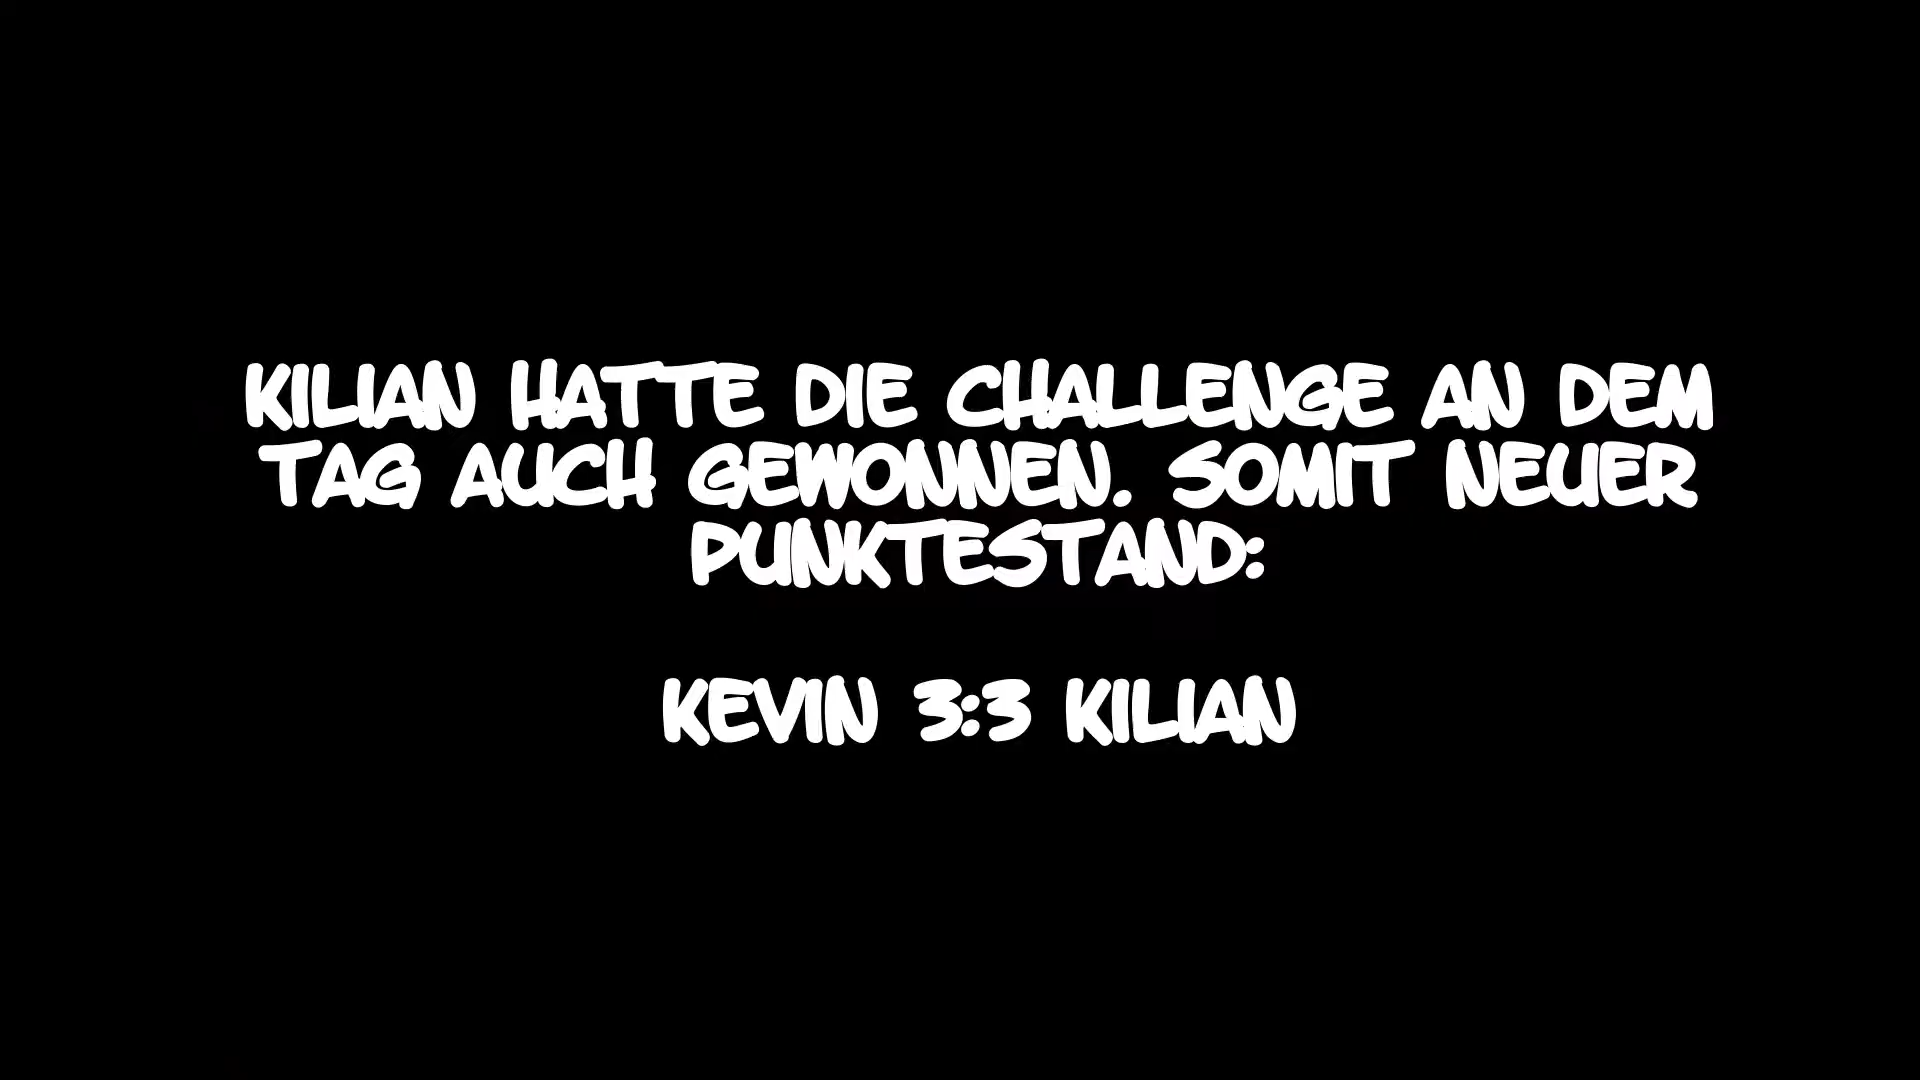 KILIAN HATTE DIE CHALLENGE AN DEM
TAG AUCH GEWONNEN. SOMIT NEUER
PUNKTESTAND:
KEVIN 3:3 KILIAN